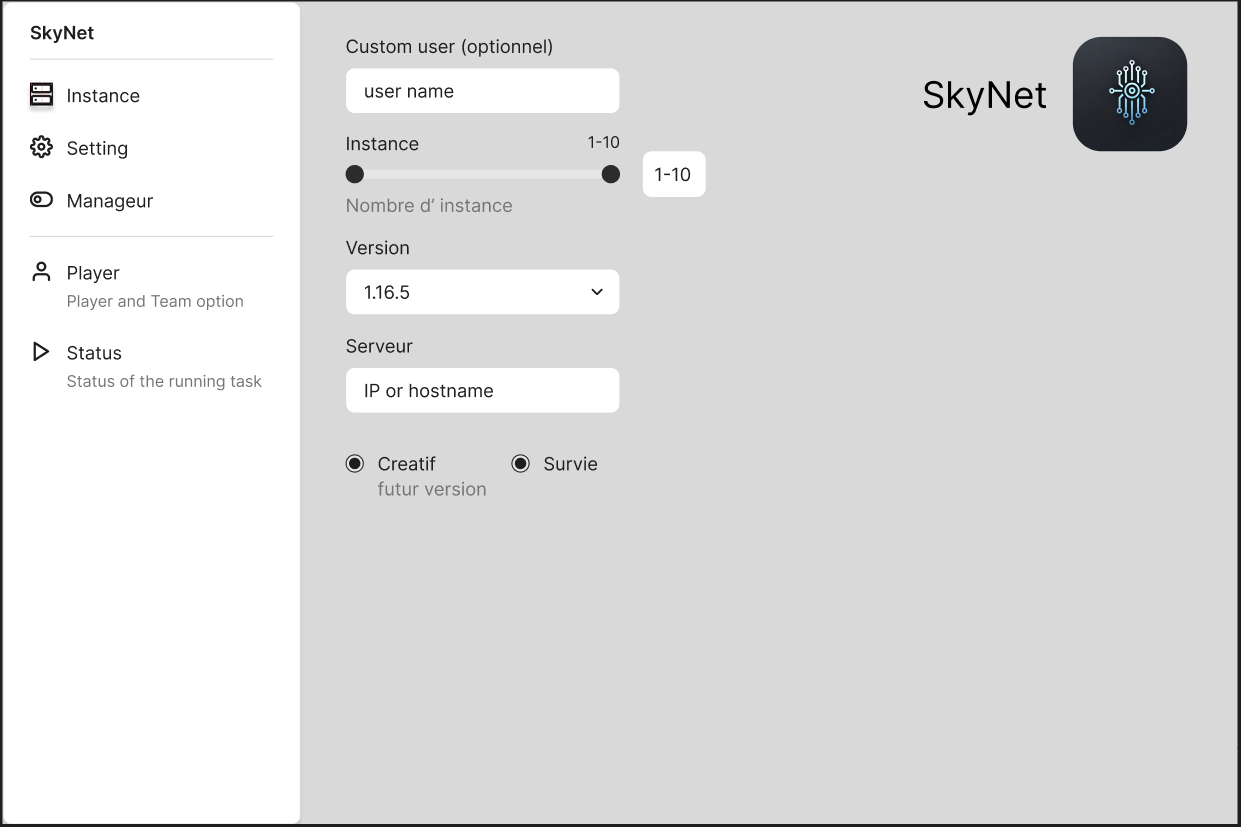 SkyNet
Instance
Setting
Manageur
Player
Player and Team option
Status
Status of the running task
Custom user (optionnel)
user name
Instance
1-10
1-10
Nombre d’ instance
Version
1.16.5
Serveur
IP or hostname
Creatif
futur version
Survie
SkyNet